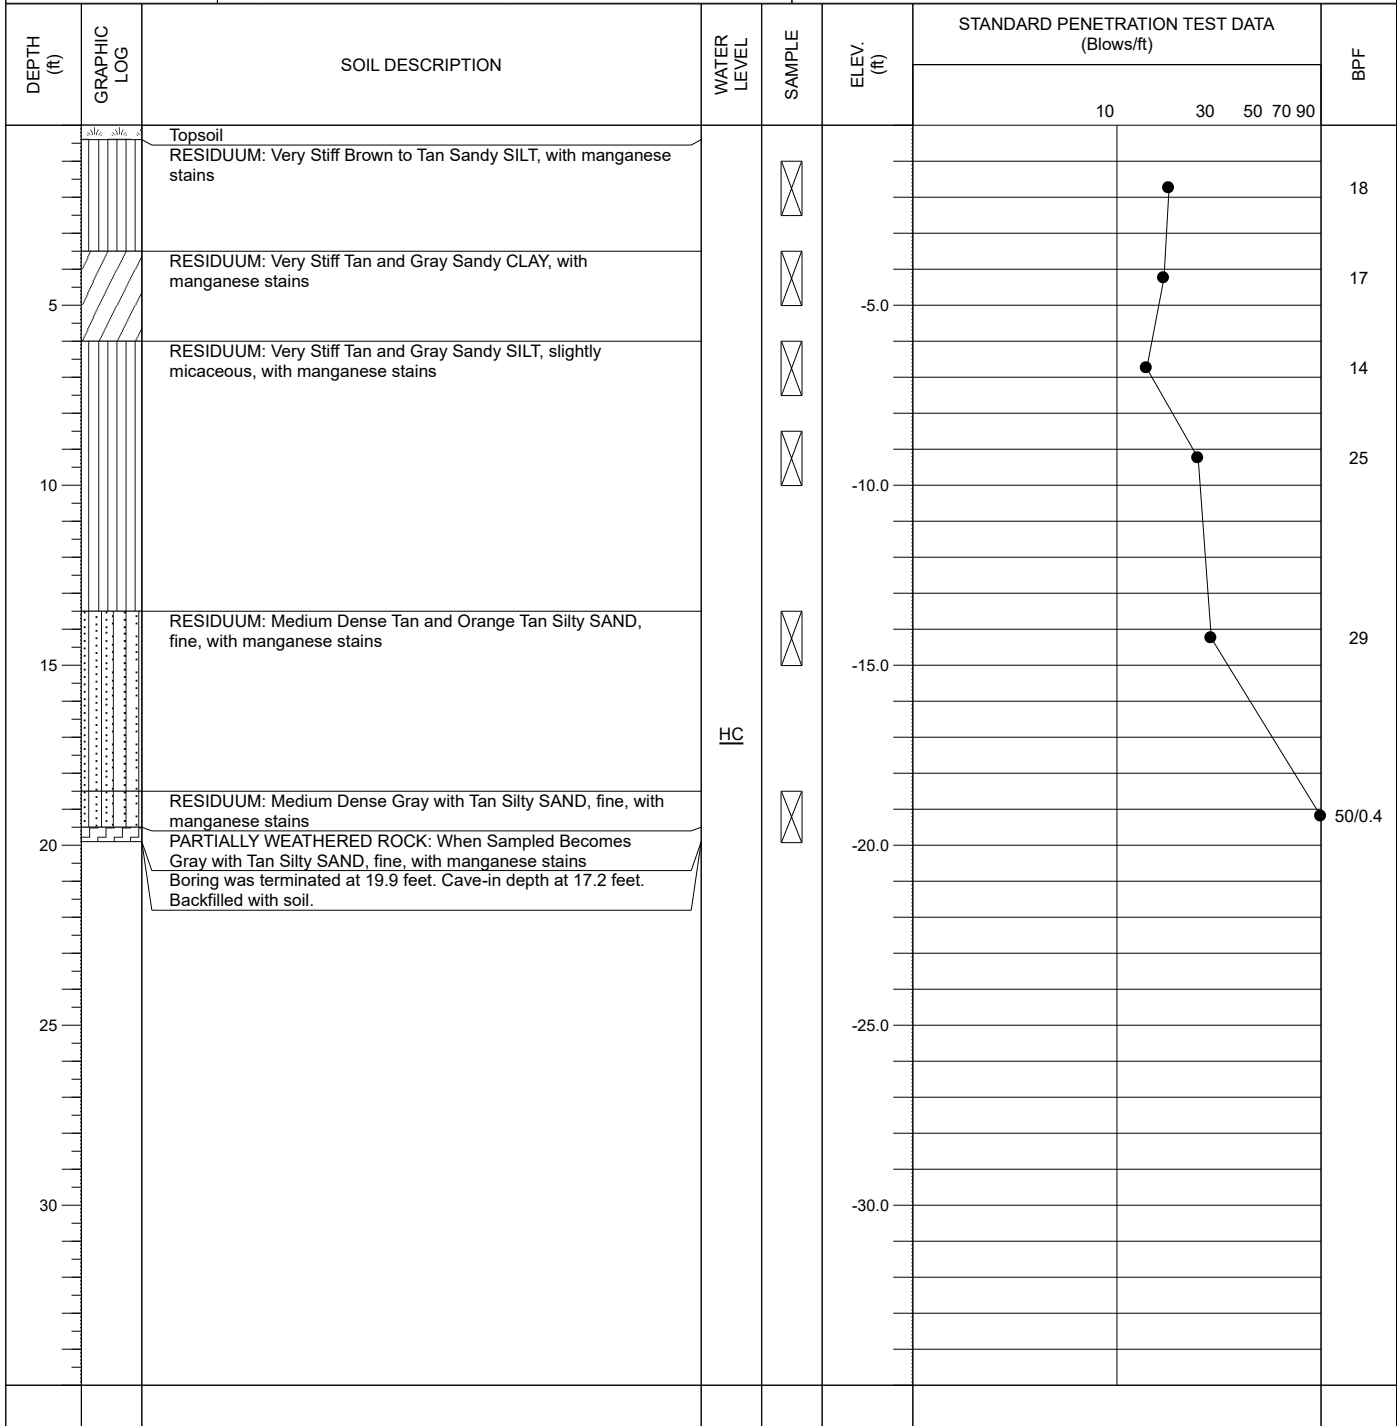 DEPTH
(ft)
GRAPHIC
LOG
SOIL DESCRIPTION
WATER
LEVEL
SAMPLE
ELEV.
(ft)
STANDARD PENETRATION TEST DATA
(Blows/ft)
BPF
10 30 50 70 90
Topsoil
RESIDUUM: Very Stiff Brown to Tan Sandy SILT, with manganese
stains
18
RESIDUUM: Very Stiff Tan and Gray Sandy CLAY, with
manganese stains
17
5 -5.0
RESIDUUM: Very Stiff Tan and Gray Sandy SILT, slightly
micaceous, with manganese stains
14
25
10 -10.0
RESIDUUM: Medium Dense Tan and Orange Tan Silty SAND,
fine, with manganese stains
29
15 -15.0
HC
RESIDUUM: Medium Dense Gray with Tan Silty SAND, fine, with
manganese stains
50/0.4
PARTIALLY WEATHERED ROCK: When Sampled Becomes
20 -20.0
Gray with Tan Silty SAND, fine, with manganese stains
Boring was terminated at 19.9 feet. Cave-in depth at 17.2 feet.
Backfilled with soil.
25 -25.0
30 -30.0